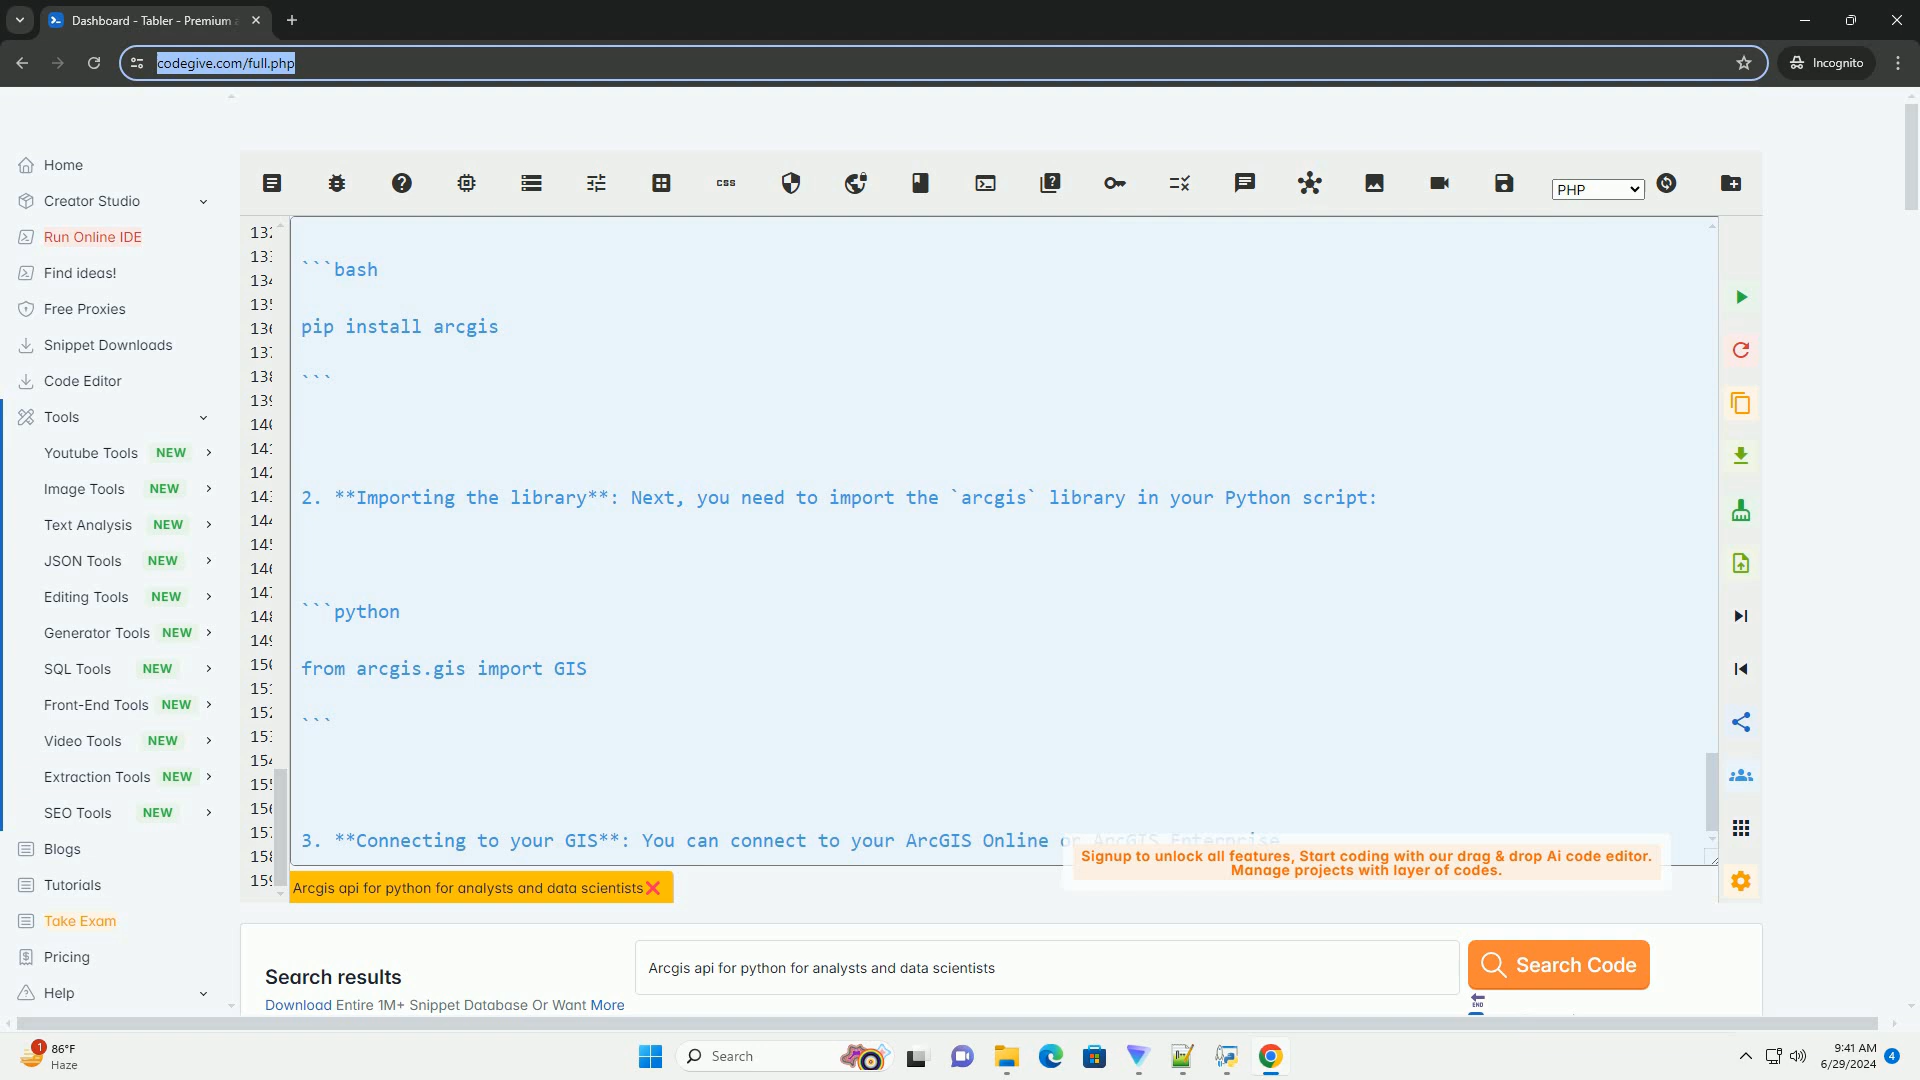 Dashboard - Tabler - Premium
codegive.com/full.php
Incognito
Home
Creator Studio
Run Online IDE
Find ideas!
Free Proxies
Snippet Downloads
Code Editor
Tools
Youtube Tools NEW
Image Tools NEW
Text Analysis NEW
JSON Tools NEW
Editing Tools NEW
Generator Tools NEW
SQL Tools NEW
Front-End Tools NEW
Video Tools NEW
Extraction Tools NEW
SEO Tools NEW
Blogs
Tutorials
Take Exam
Pricing
Help
css
PHP
```bash
pip install arcgis
```
2. **Importing the library**: Next, you need to import the `arcgis` library in your Python script:
```python
from arcgis.gis import GIS
```
3. **Connecting to your GIS**: You can connect to your ArcGIS Online or ArcGIS Enterprise
Signup to unlock all features, Start coding with our drag & drop Ai code editor.
Manage projects with layer of codes.
Arcgis api for python for analysts and data scientists
Search results
Download Entire 1M+ Snippet Database Or Want More
Arcgis api for python for analysts and data scientists
Search Code
END
1
86°F
Haze
Search
9:41 AM
6/29/2024
4